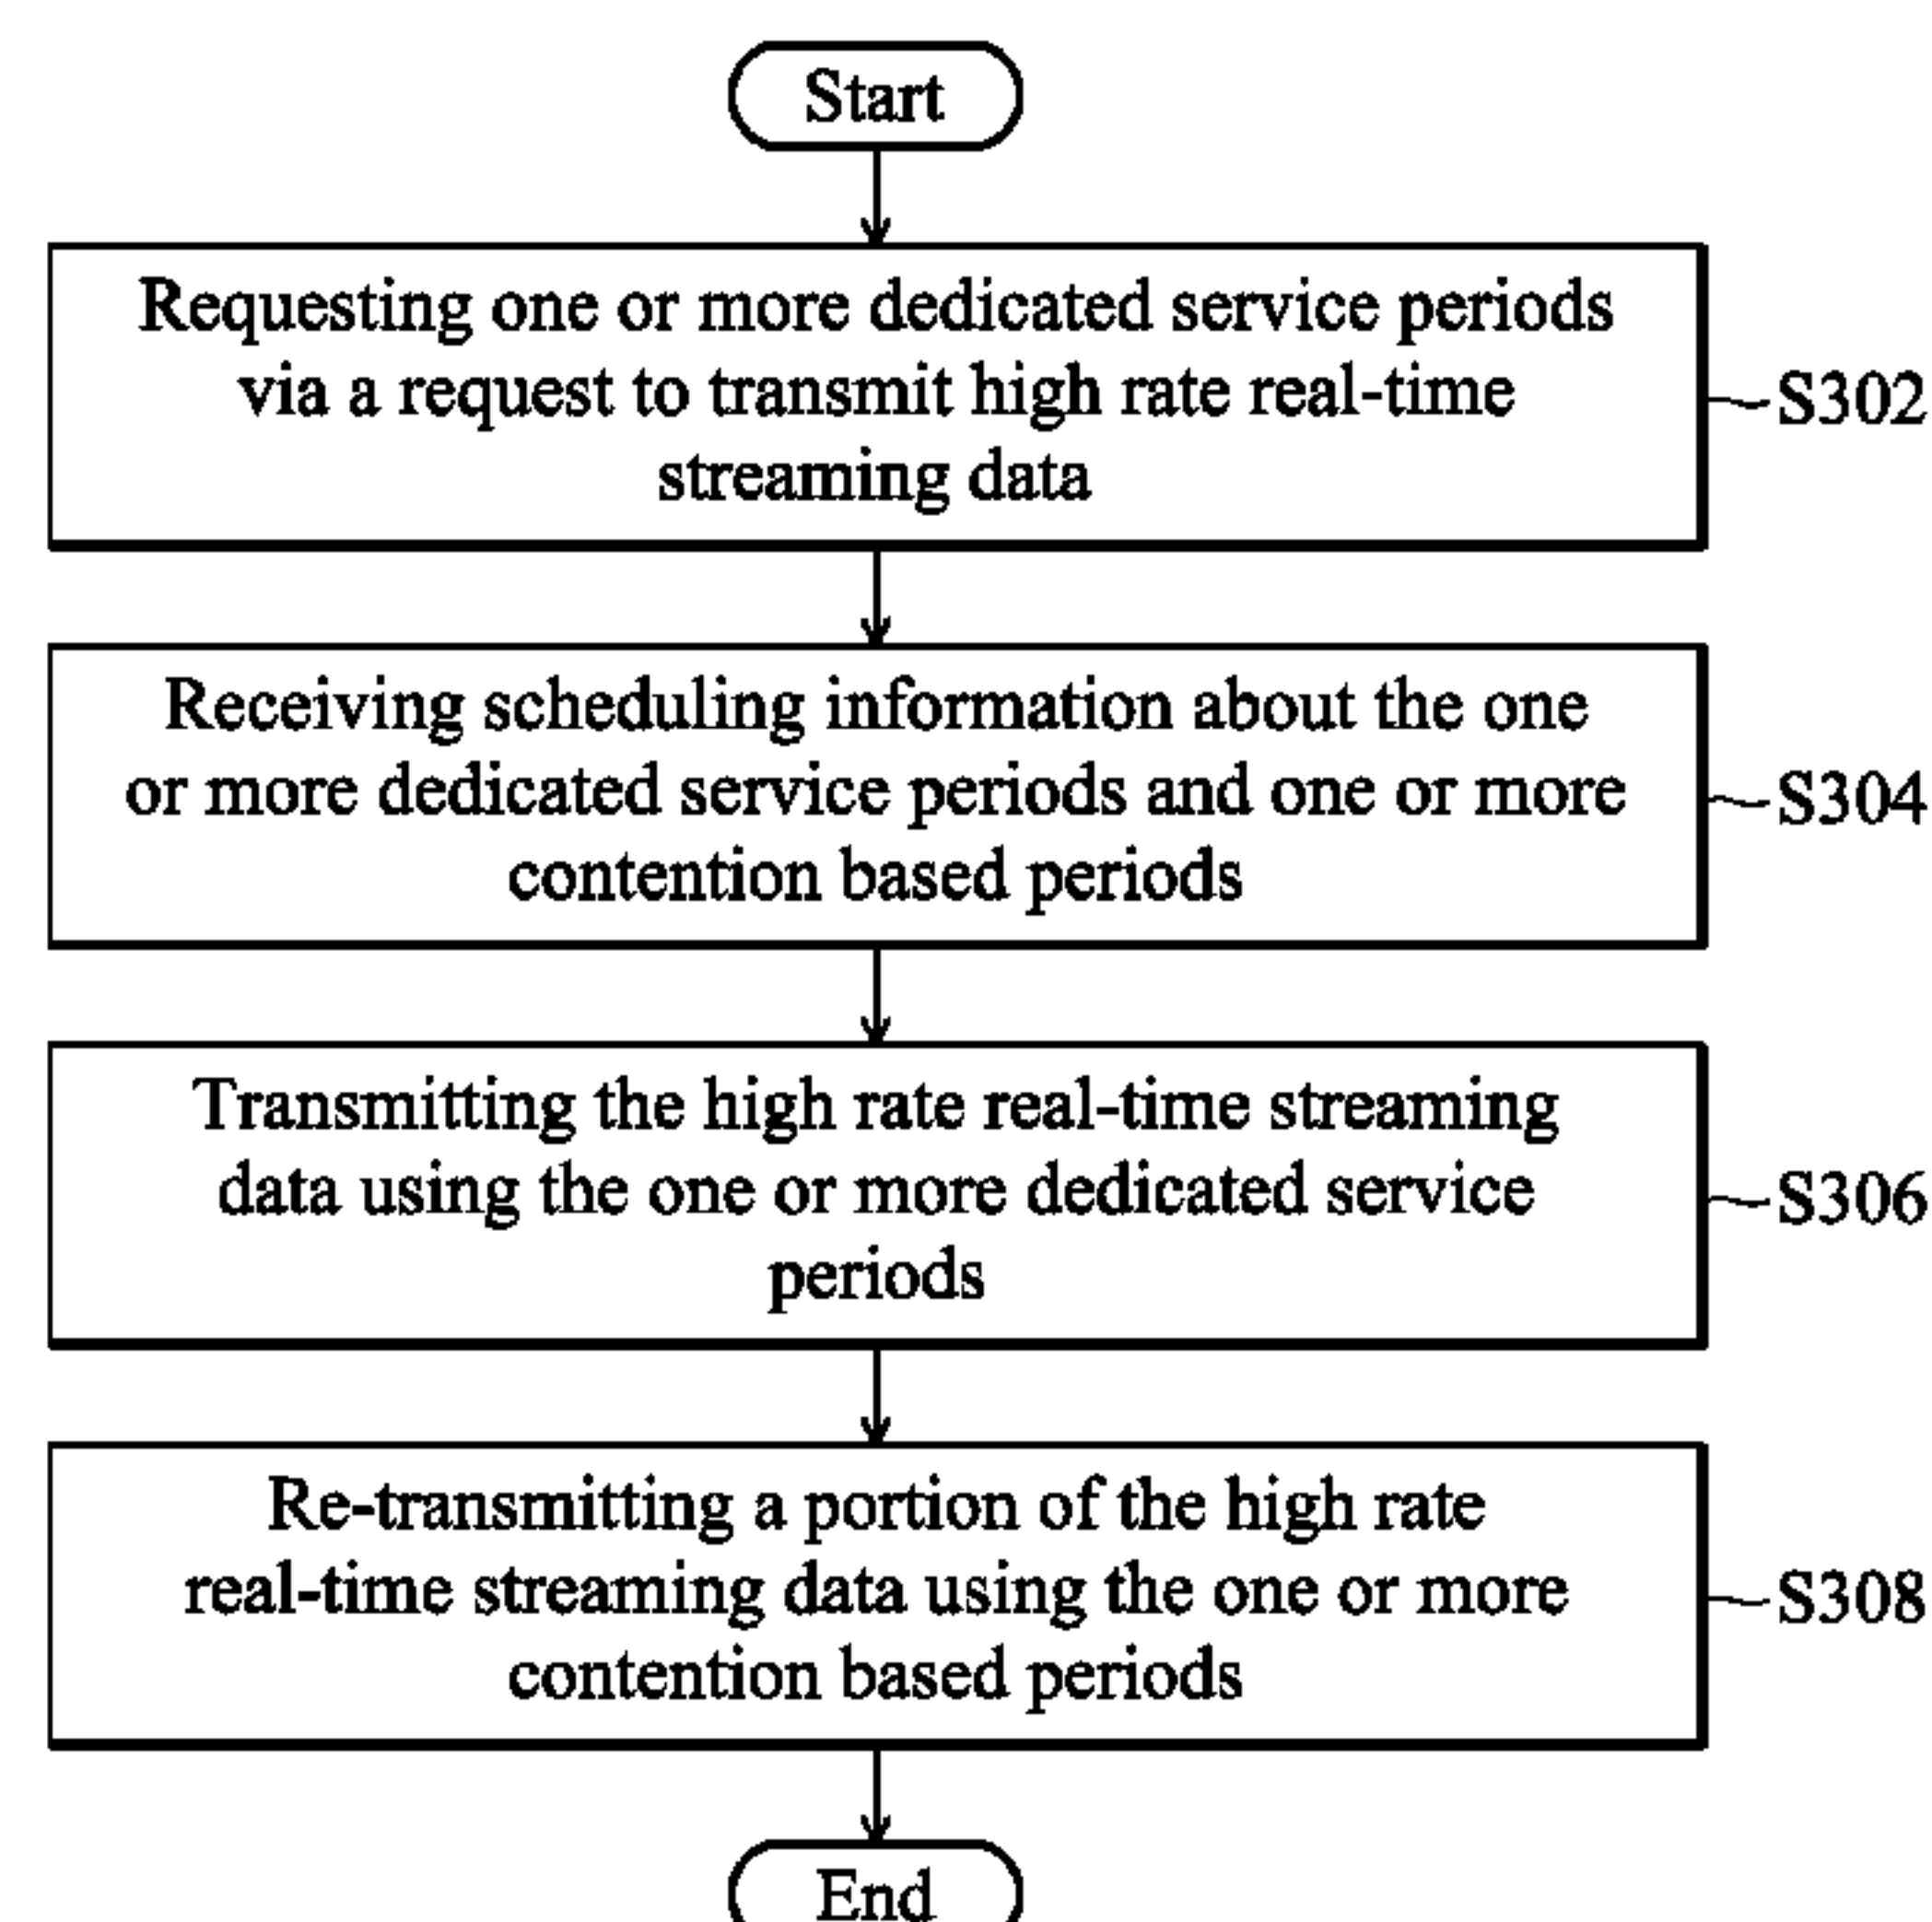 Start
Requesting one or more dedicated service periods
via a request to transmit high rate real-time
streaming data
S302
Receiving scheduling information about the one
or more dedicated service periods and one or more
contention based periods
S304
Transmitting the high rate real-time streaming
data using the one or more dedicated service
periods
S306
Re-transmitting a portion of the high rate
real-time streaming data using the one or more
contention based periods
S308
End